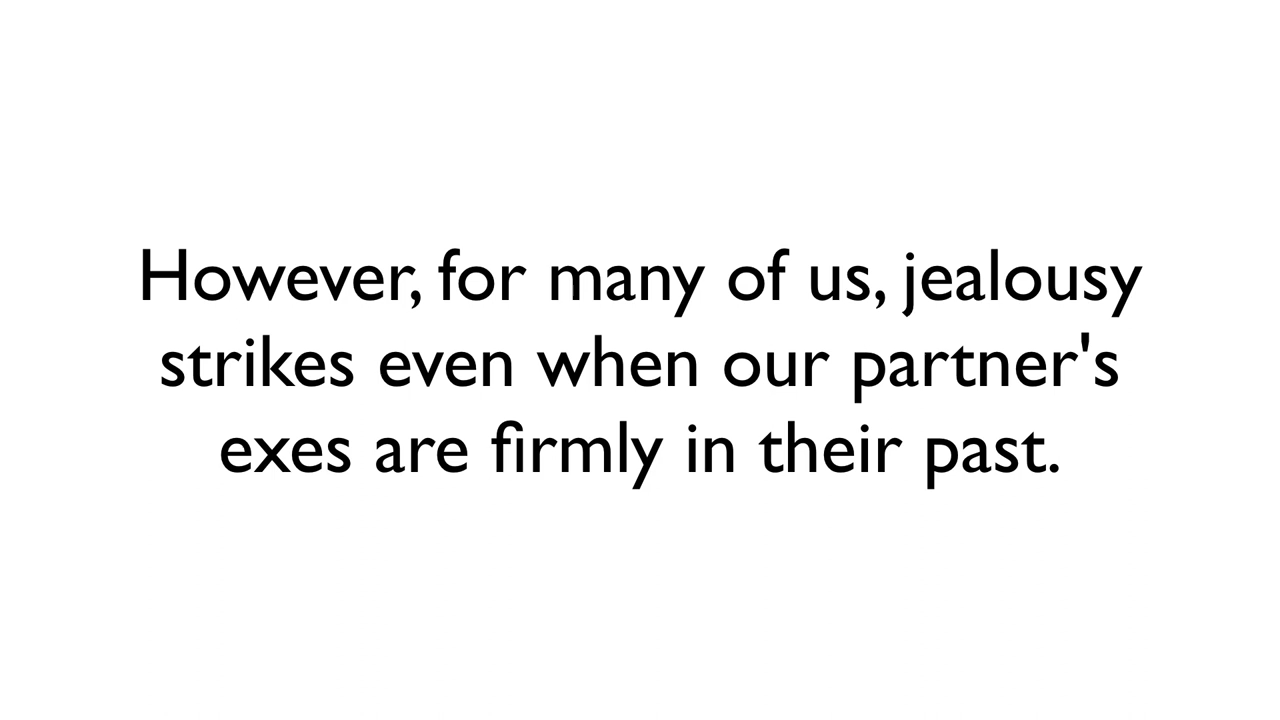 However, for many of us, jealousy
strikes even when our partner's
exes are firmly in their past.